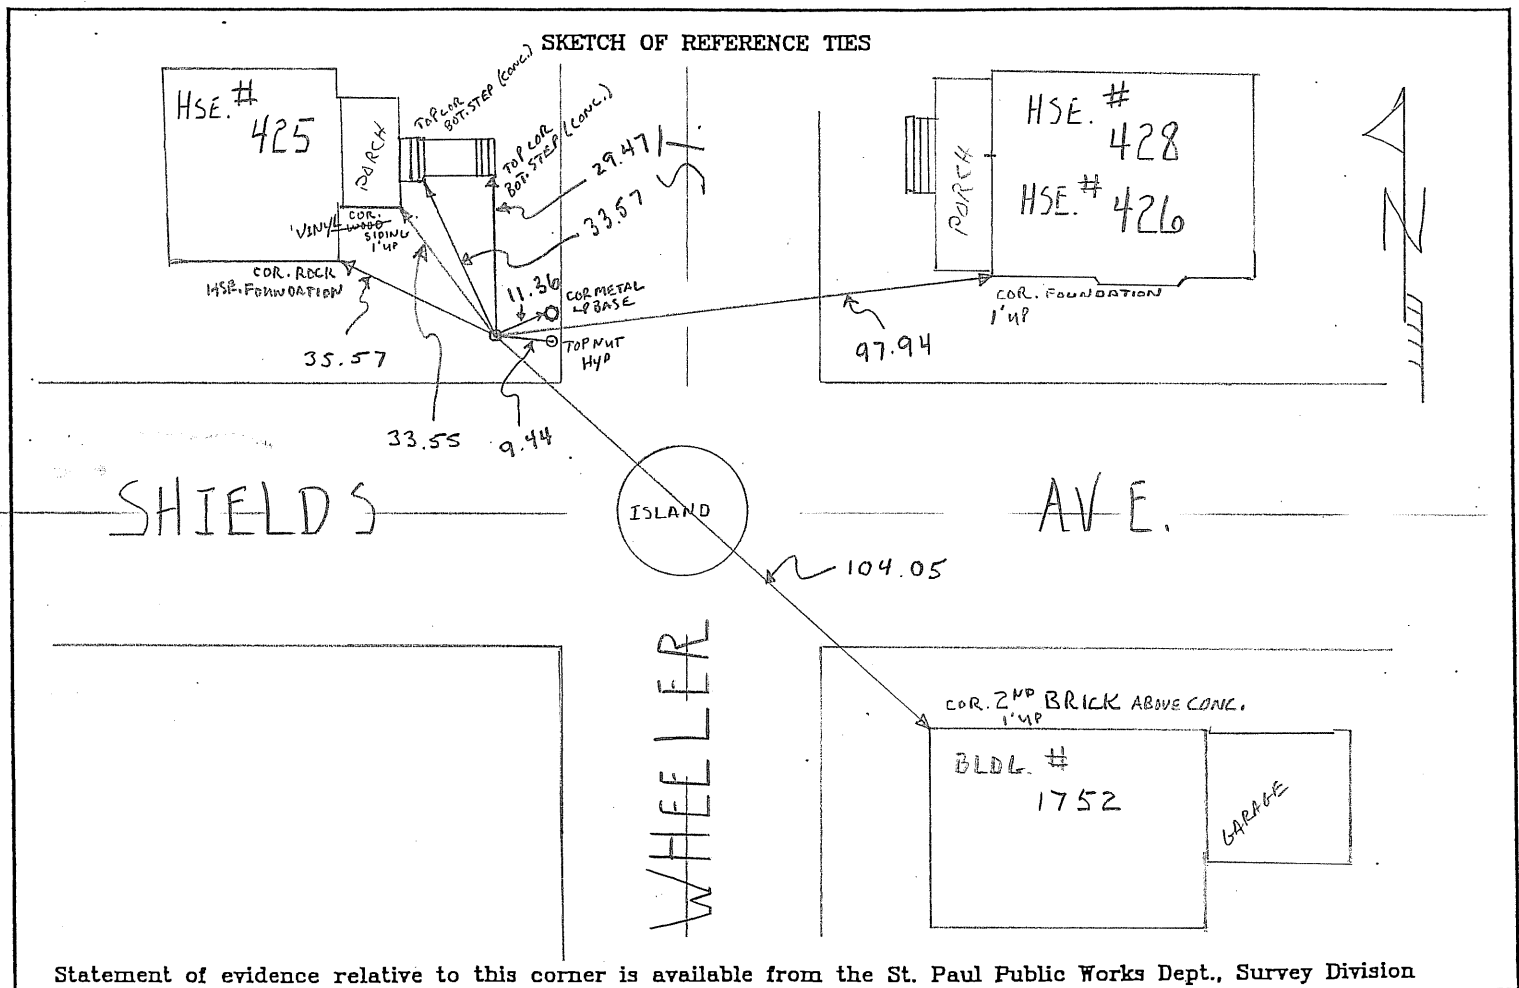 SKETCH OF REFERENCE TIES
HSE. #
425
PORCH
TOP COR
BOT. STEP (CONC.)
TOP COR
BOT. STEP (CONC.)
29.47
33.57
ST.
VINYL
COR.
WOOD
SIDING
1' UP
COR. ROCK
HSE. FOUNDATION
35.57
33.55
11.36
COR METAL
LP BASE
TOP NUT
HYD
9.44
PORCH
HSE. #
428
HSE. #
426
COR. FOUNDATION
1' UP
97.94
N
SHIELDS
AVE.
ISLAND
104.05
WHEELER
COR. 2ND BRICK ABOVE CONC.
1' UP
BLDG. #
1752
GARAGE
Statement of evidence relative to this corner is available from the St. Paul Public Works Dept., Survey Division